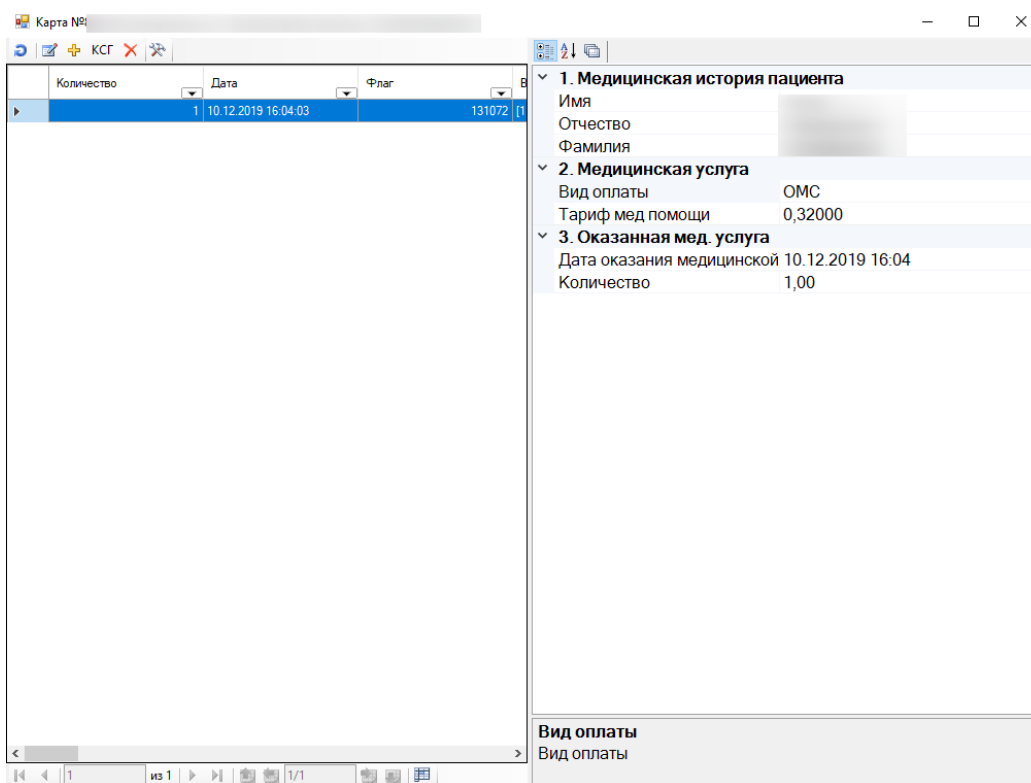 Карта №
КСГ
Количество Дата Флаг В
1 10.12.2019 16:04:03 131072 [1
1. Медицинская история пациента
Имя
Отчество
Фамилия
2. Медицинская услуга
Вид оплаты ОМС
Тариф мед помощи 0,32000
3. Оказанная мед. услуга
Дата оказания медицинской 10.12.2019 16:04
Количество 1,00
Вид оплаты
Вид оплаты
1 из 1 1/1